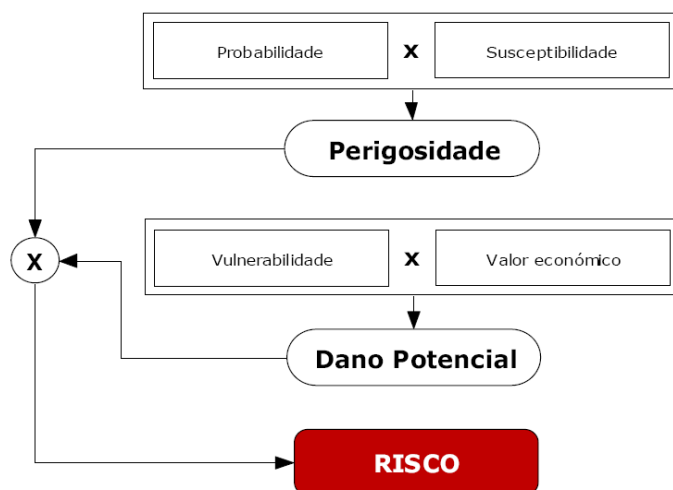 Probabilidade x Susceptibilidade
Perigosidade
X
Vulnerabilidade x Valor económico
Dano Potencial
RISCO